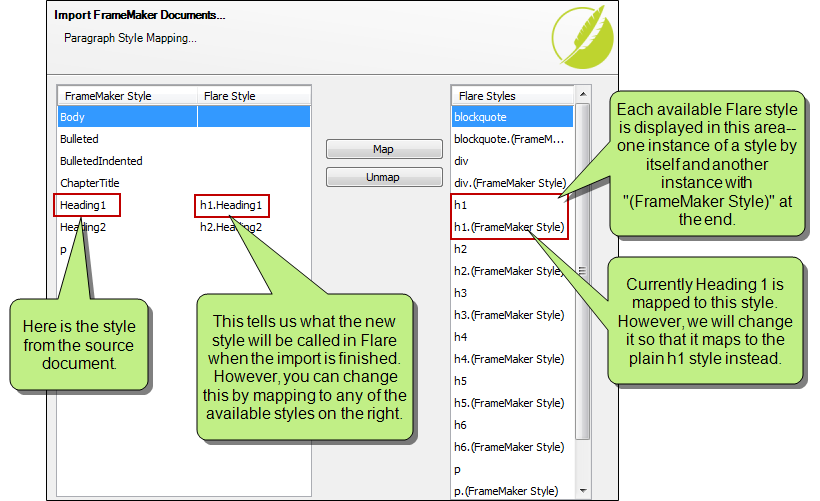 Import FrameMaker Documents...
Paragraph Style Mapping...
FrameMaker Style Flare Style
Body
Bulleted
BulletedIndented
ChapterTitle
Heading1 h1.Heading1
Heading2 h2.Heading2
p
Map
Unmap
Flare Styles
blockquote
blockquote.(FrameM...
div
div.(FrameMaker Style)
h1
h1.(FrameMaker Style)
h2
h2.(FrameMaker Style)
h3
h3.(FrameMaker Style)
h4
h4.(FrameMaker Style)
h5
h5.(FrameMaker Style)
h6
h6.(FrameMaker Style)
p
p.(FrameMaker Style)
Each available Flare style
is displayed in this area--
one instance of a style by
itself and another
instance with
"(FrameMaker Style)" at
the end.
Currently Heading 1 is
mapped to this style.
However, we will change
it so that it maps to the
plain h1 style instead.
Here is the style
from the source
document.
This tells us what the new
style will be called in Flare
when the import is finished.
However, you can change
this by mapping to any of the
available styles on the right.